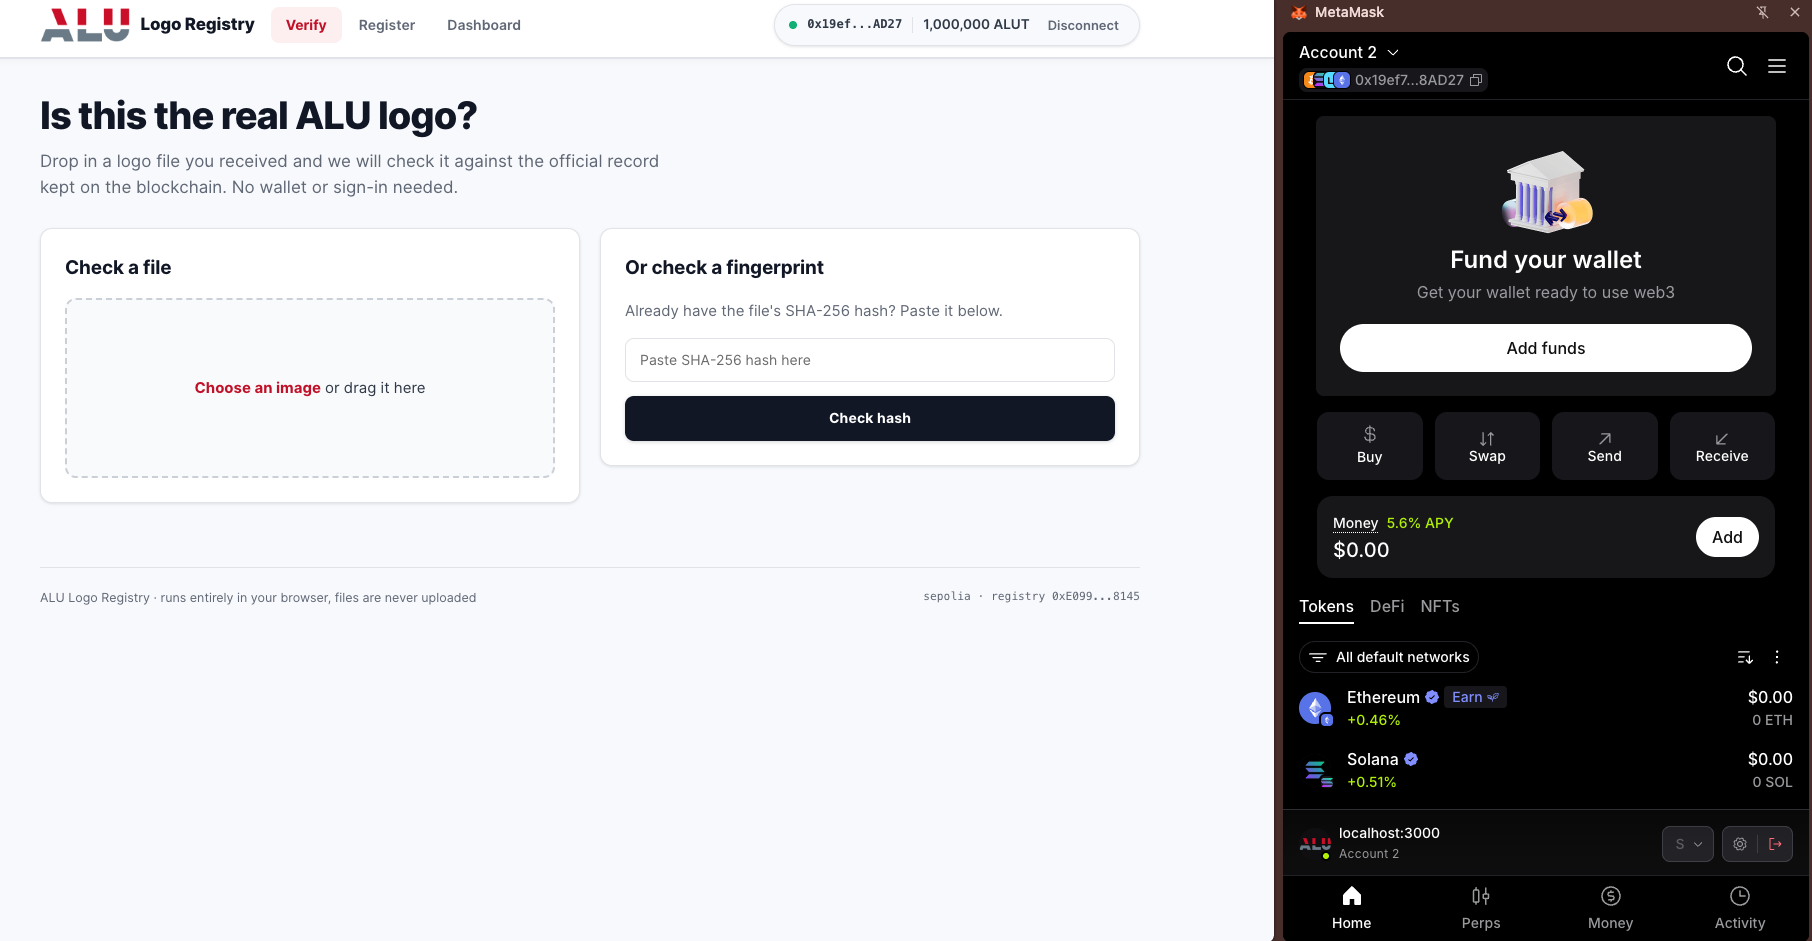 ALU Logo Registry
Verify
Register
Dashboard
0x19ef...AD27
1,000,000 ALUT
Disconnect
Is this the real ALU logo?
Drop in a logo file you received and we will check it against the official record
kept on the blockchain. No wallet or sign-in needed.
Check a file
Choose an image or drag it here
Or check a fingerprint
Already have the file's SHA-256 hash? Paste it below.
Paste SHA-256 hash here
Check hash
ALU Logo Registry · runs entirely in your browser, files are never uploaded
sepolia · registry 0xE099...8145
MetaMask
Account 2
0x19ef7...8AD27
Fund your wallet
Get your wallet ready to use web3
Add funds
Buy
Swap
Send
Receive
Money 5.6% APY
$0.00
Add
Tokens
DeFi
NFTs
All default networks
Ethereum
Earn
$0.00
+0.46%
0 ETH
Solana
$0.00
+0.51%
0 SOL
ALU
localhost:3000
Account 2
S
Home
Perps
Money
Activity